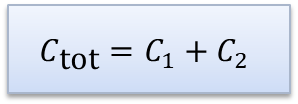 C_tot = C_1 + C_2